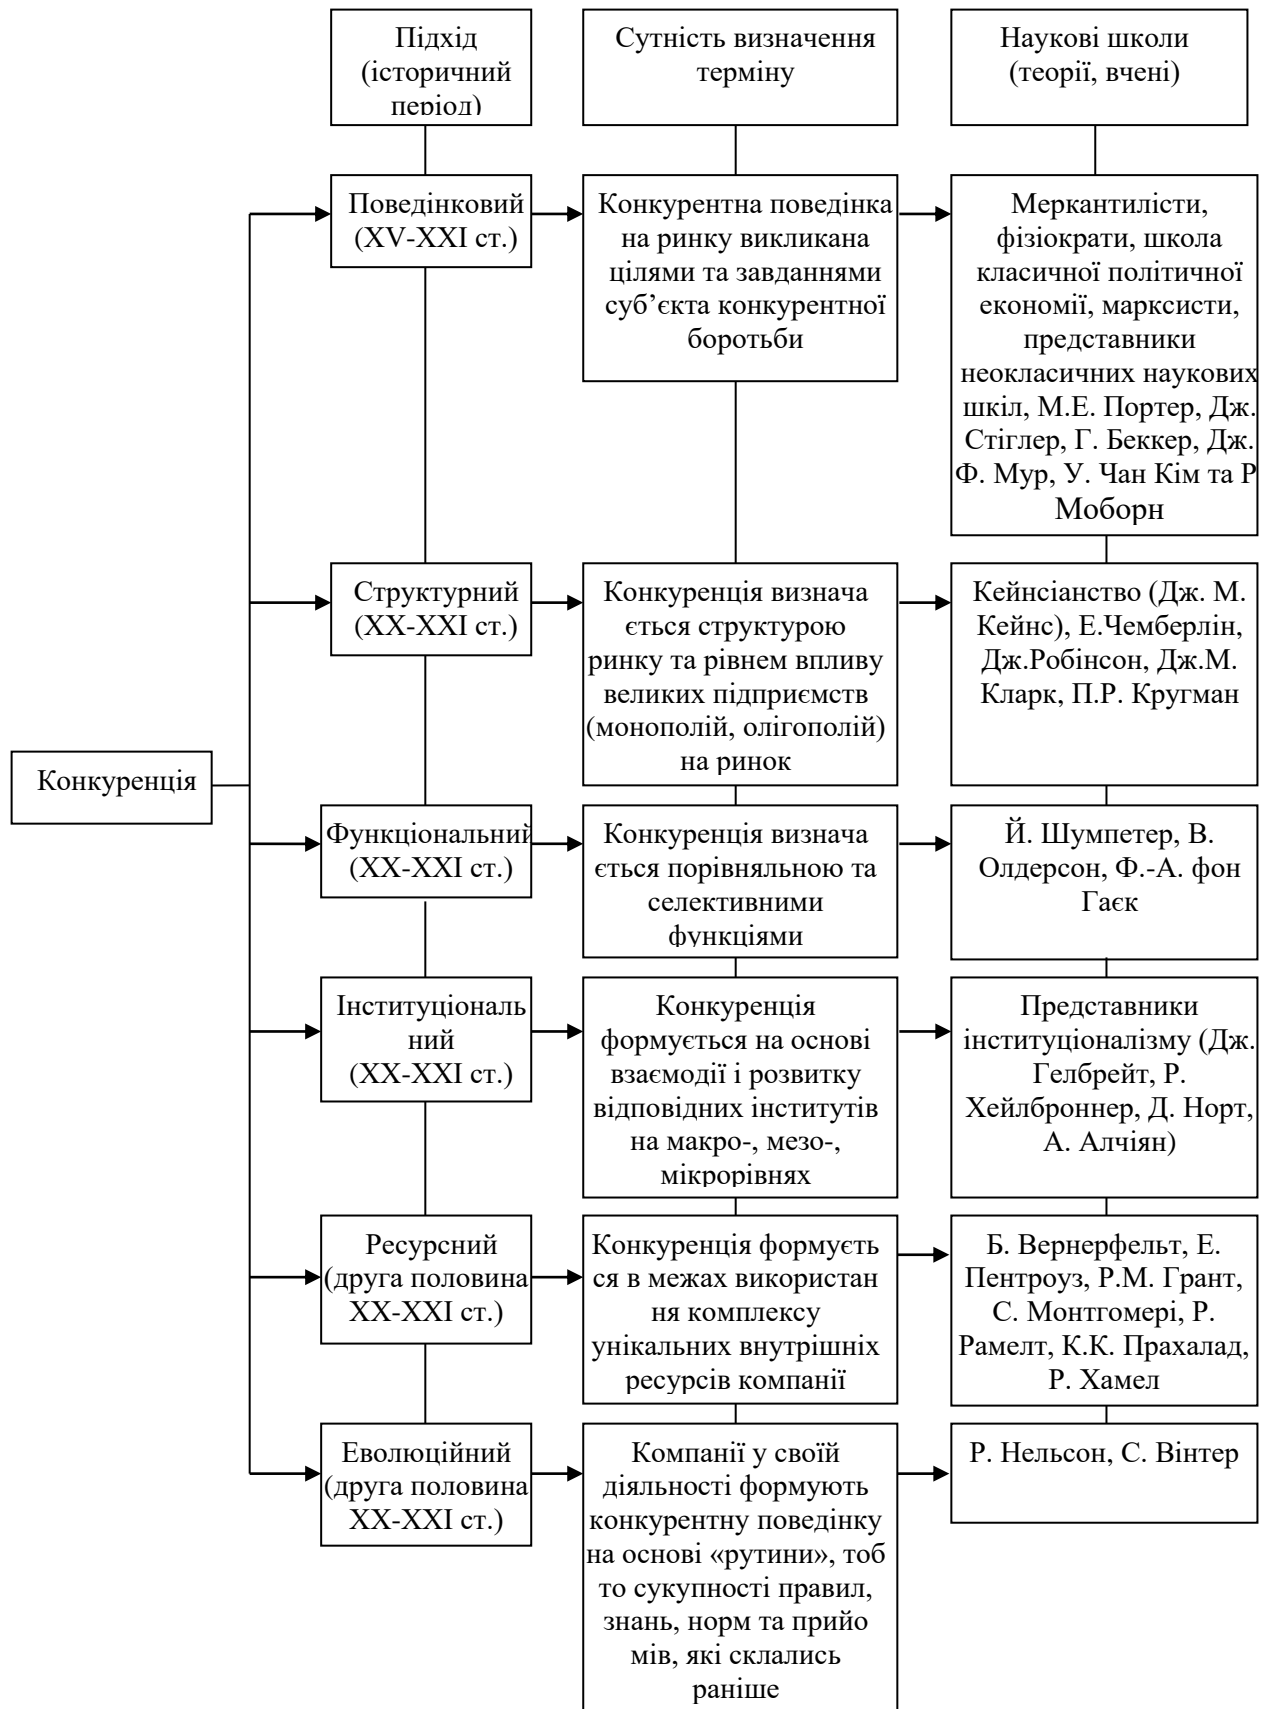 Підхід
(історичний
період)
Сутність визначення
терміну
Наукові школи
(теорії, вчені)
Конкуренція
Поведінковий
(XV-XXI ст.)
Конкурентна поведінка
на ринку викликана
цілями та завданнями
суб’єкта конкурентної
боротьби
Меркантилісти,
фізіократи, школа
класичної політичної
економії, марксисти,
представники
неокласичних наукових
шкіл, М.Е. Портер, Дж.
Стіглер, Г. Беккер, Дж.
Ф. Мур, У. Чан Кім та Р
Моборн
Структурний
(XX-XXI ст.)
Конкуренція визнача
ється структурою
ринку та рівнем впливу
великих підприємств
(монополій, олігополій)
на ринок
Кейнсіанство (Дж. М.
Кейнс), Е.Чемберлін,
Дж.Робінсон, Дж.М.
Кларк, П.Р. Кругман
Функціональний
(XX-XXI ст.)
Конкуренція визнача
ється порівняльною та
селективними
функціями
Й. Шумпетер, В.
Олдерсон, Ф.-А. фон
Гаєк
Інституціональ
ний
(XX-XXI ст.)
Конкуренція
формується на основі
взаємодії і розвитку
відповідних інститутів
на макро-, мезо-,
мікрорівнях
Представники
інституціоналізму (Дж.
Гелбрейт, Р.
Хейлброннер, Д. Норт,
А. Алчіян)
Ресурсний
(друга половина
XX-XXI ст.)
Конкуренція формуєть
ся в межах використан
ня комплексу
унікальних внутрішніх
ресурсів компанії
Б. Вернерфельт, Е.
Пентроуз, Р.М. Грант,
С. Монтгомері, Р.
Рамелт, К.К. Прахалад,
Р. Хамел
Еволюційний
(друга половина
XX-XXI ст.)
Компанії у своїй
діяльності формують
конкурентну поведінку
на основі «рутини», тоб
то сукупності правил,
знань, норм та прийо
мів, які склались
раніше
Р. Нельсон, С. Вінтер